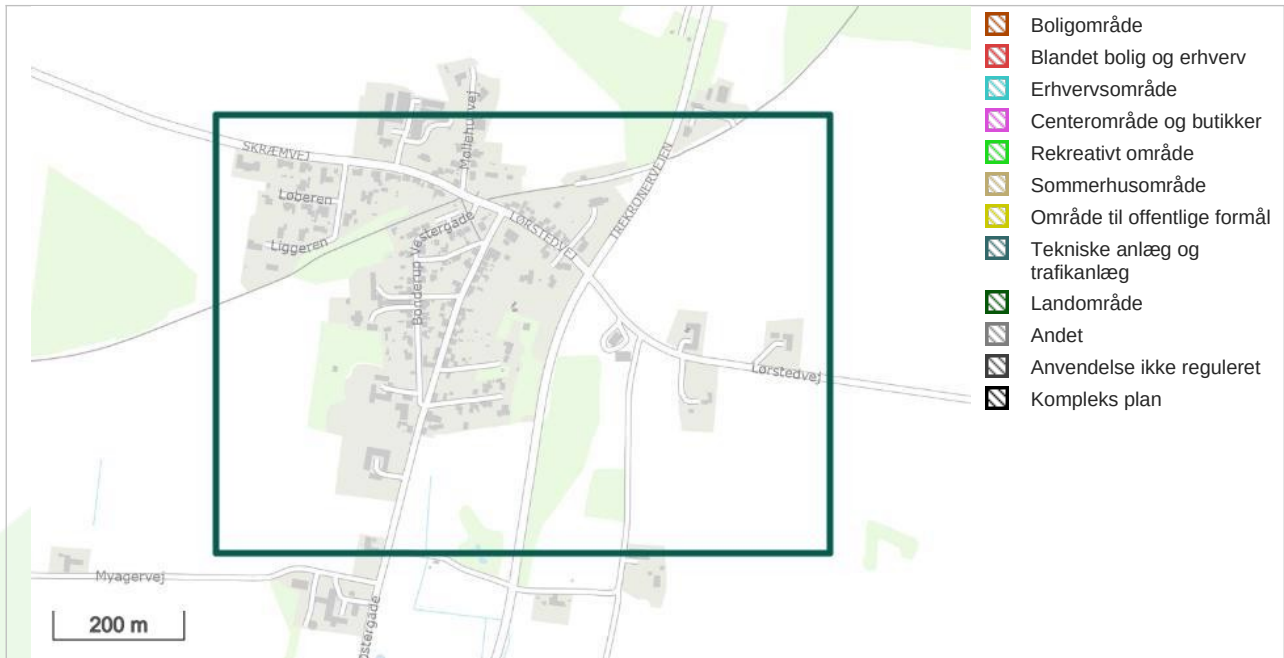 SKRÆMVEJ
Møllehusvej
Løberen
Liggeren
Bonderup Vestergade
LØRSTEDVEJ
TREKRONERVEJEN
Lørstedvej
Myagervej
200 m
Boligområde
Blandet bolig og erhverv
Erhvervsområde
Centerområde og butikker
Rekreativt område
Sommerhusområde
Område til offentlige formål
Tekniske anlæg og
trafikanlæg
Landområde
Andet
Anvendelse ikke reguleret
Kompleks plan